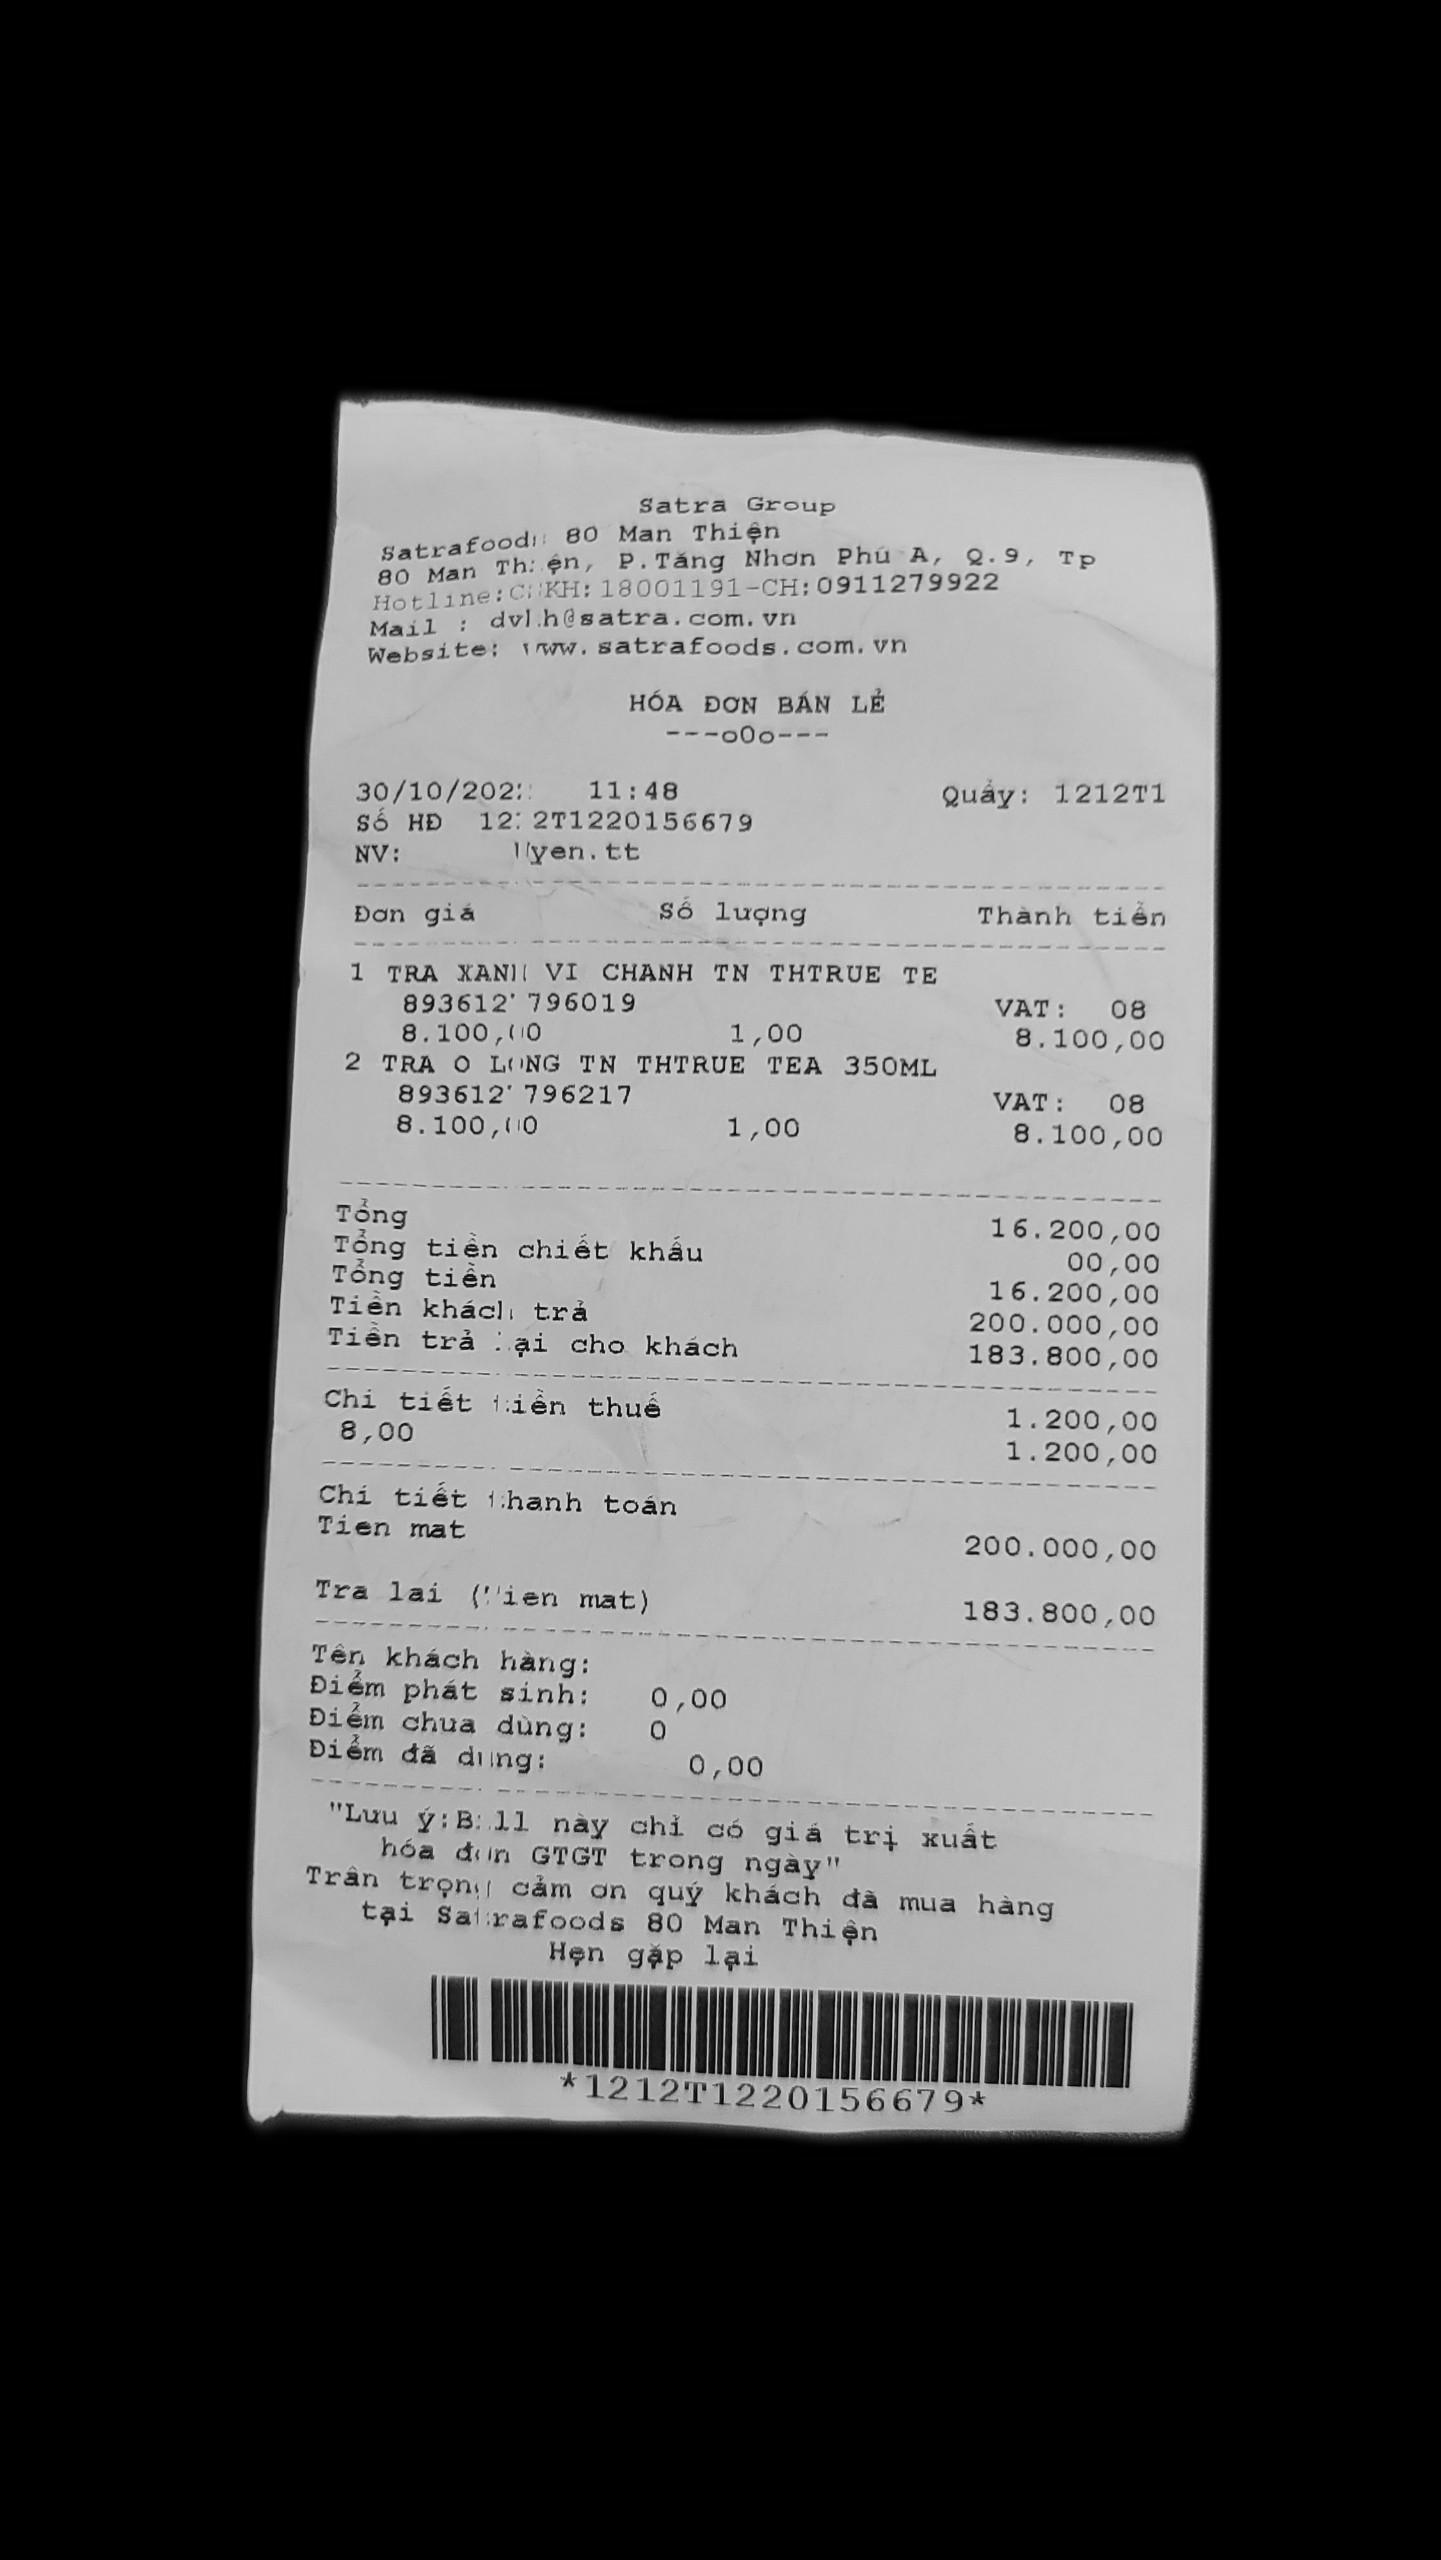 Satra Group
Satrafoods 80 Man Thiện
80 Man Thiện, P.Tăng Nhơn Phú A, Q.9, Tp
Hotline:CSKH:18001191-CH:0911279922
Mail : dvkh@satra.com.vn
Website: www.satrafoods.com.vn
HÓA ĐƠN BÁN LẺ
---o0o---
30/10/2022 11:48 Quầy: 1212T1
Số HĐ 1212T1220156679
NV: yen.tt
Đơn giá Số lượng Thành tiền
1 TRA XANH VI CHANH TN THTRUE TE
8936127796019 VAT: 08
8.100,00 1,00 8.100,00
2 TRA O LONG TN THTRUE TEA 350ML
8936127796217 VAT: 08
8.100,00 1,00 8.100,00
Tổng 16.200,00
Tổng tiền chiết khấu 00,00
Tổng tiền 16.200,00
Tiền khách trả 200.000,00
Tiền trả lại cho khách 183.800,00
Chi tiết tiền thuế 1.200,00
8,00 1.200,00
Chi tiết thanh toán
Tien mat 200.000,00
Tra lai (Tien mat) 183.800,00
Tên khách hàng:
Điểm phát sinh: 0,00
Điểm chưa dùng: 0
Điểm đã dùng: 0,00
"Lưu ý:Bill này chỉ có giá trị xuất
hóa đơn GTGT trong ngày"
Trân trọng cảm ơn quý khách đã mua hàng
tại Satrafoods 80 Man Thiện
Hẹn gặp lại
*1212T1220156679*